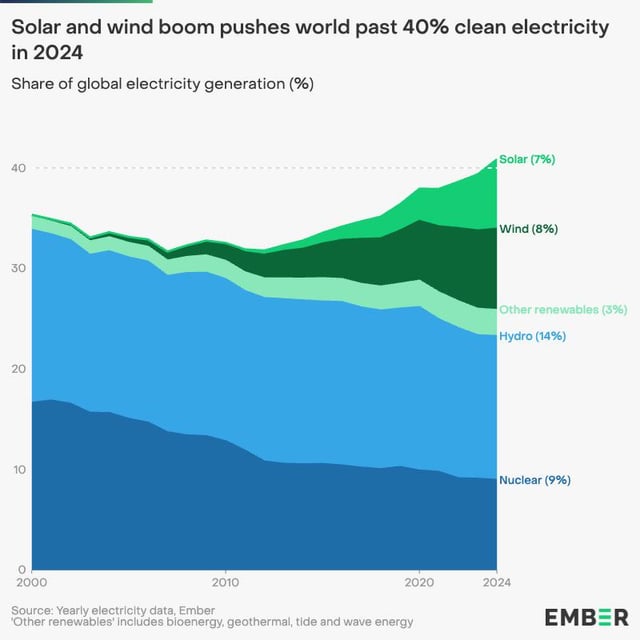 Solar and wind boom pushes world past 40% clean electricity
in 2024
Share of global electricity generation (%)
40
30
20
10
0
2000
2010
2020
2024
Solar (7%)
Wind (8%)
Other renewables (3%)
Hydro (14%)
Nuclear (9%)
Source: Yearly electricity data, Ember
'Other renewables' includes bioenergy, geothermal, tide and wave energy
EMBER